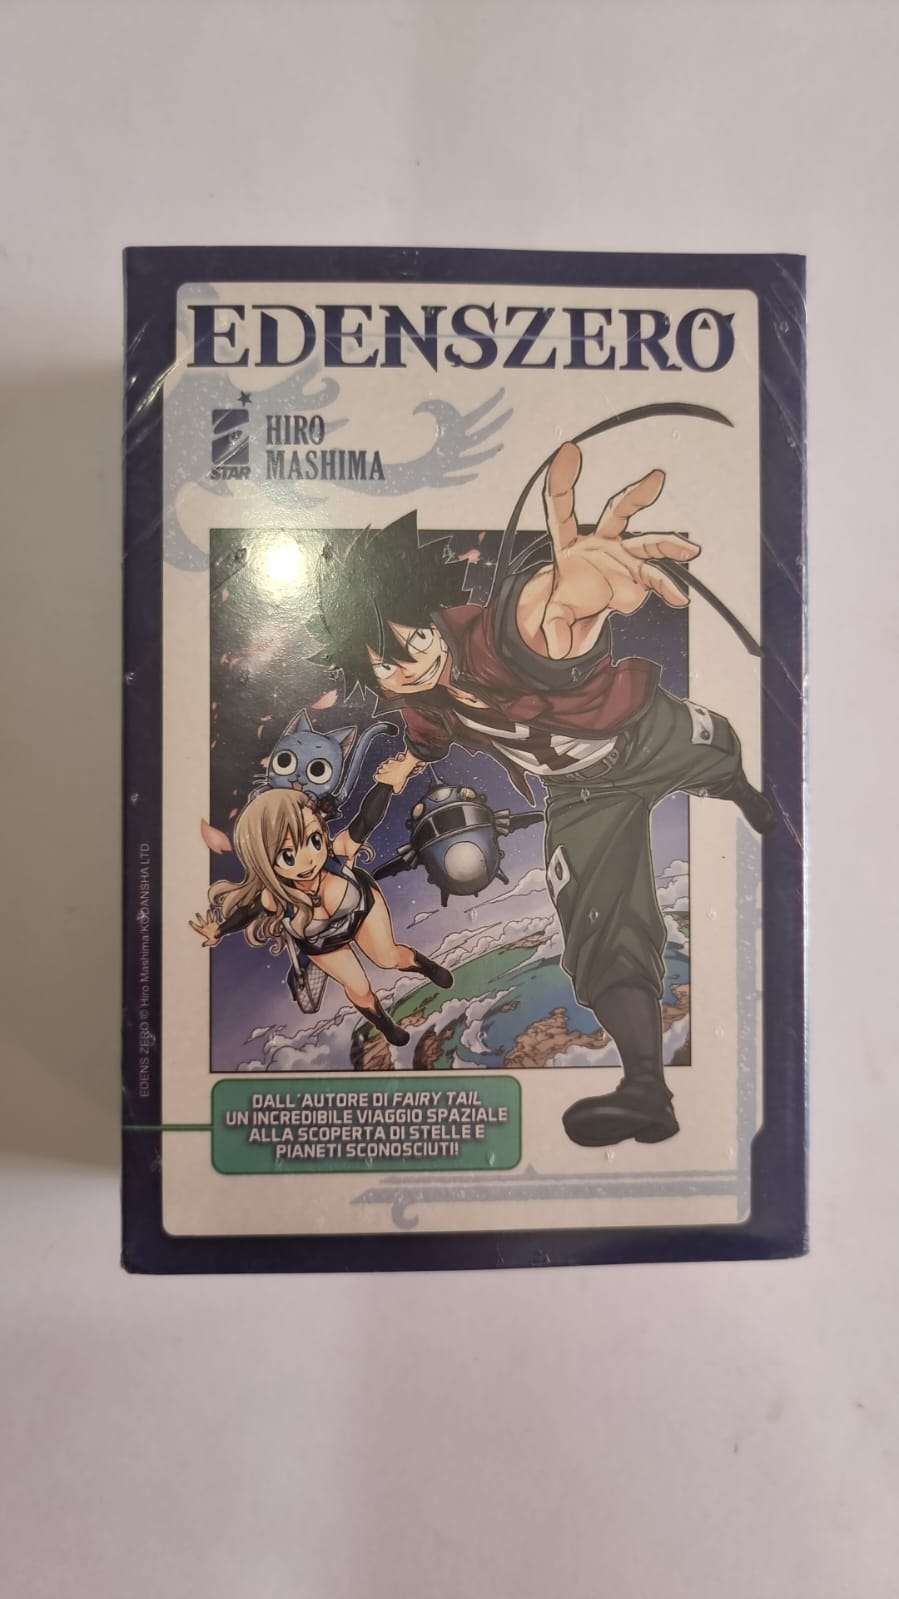 EDENSZERO
STAR
HIRO
MASHIMA
EDENS ZERO © Hiro Mashima/KODANSHA LTD.
DALL'AUTORE DI FAIRY TAIL
UN INCREDIBILE VIAGGIO SPAZIALE
ALLA SCOPERTA DI STELLE E
PIANETI SCONOSCIUTI!